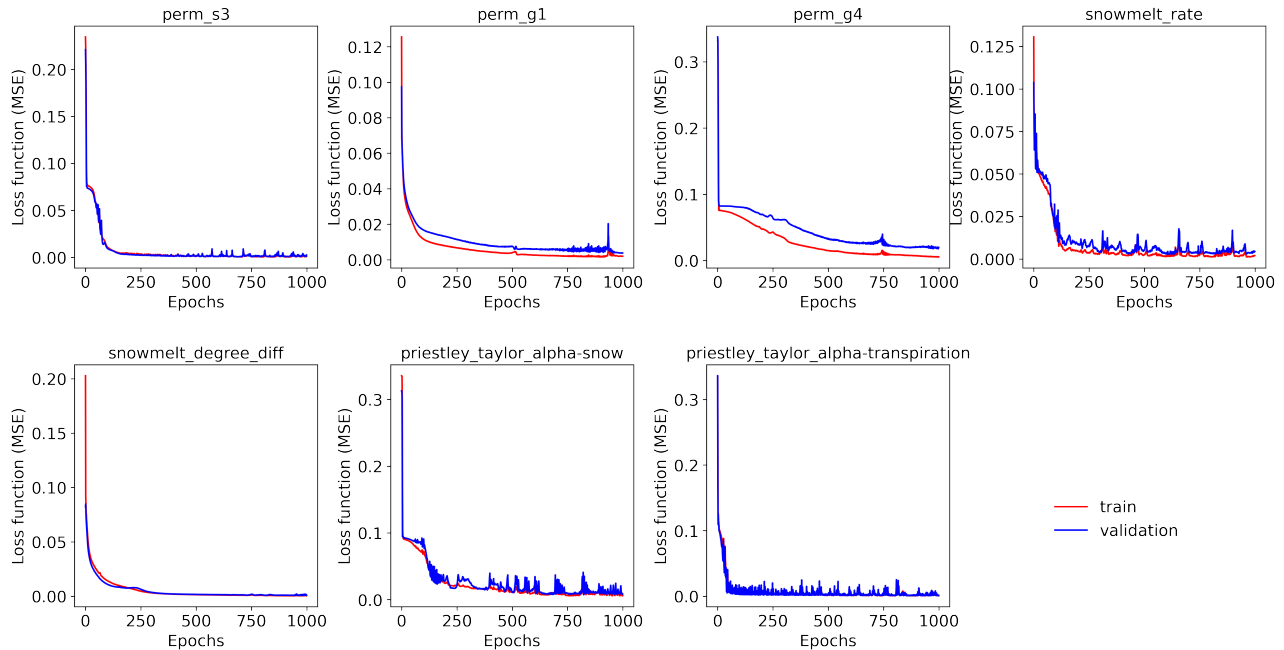 perm_s3
perm_g1
perm_g4
snowmelt_rate
Loss function (MSE)
0.20
0.15
0.10
0.05
0.00
0 250 500 750 1000
Epochs
Loss function (MSE)
0.12
0.10
0.08
0.06
0.04
0.02
0.00
0 250 500 750 1000
Epochs
Loss function (MSE)
0.3
0.2
0.1
0.0
0 250 500 750 1000
Epochs
Loss function (MSE)
0.125
0.100
0.075
0.050
0.025
0.000
0 250 500 750 1000
Epochs
snowmelt_degree_diff
priestley_taylor_alpha-snow
priestley_taylor_alpha-transpiration
Loss function (MSE)
0.20
0.15
0.10
0.05
0.00
0 250 500 750 1000
Epochs
Loss function (MSE)
0.3
0.2
0.1
0.0
0 250 500 750 1000
Epochs
Loss function (MSE)
0.3
0.2
0.1
0.0
0 250 500 750 1000
Epochs
train
validation